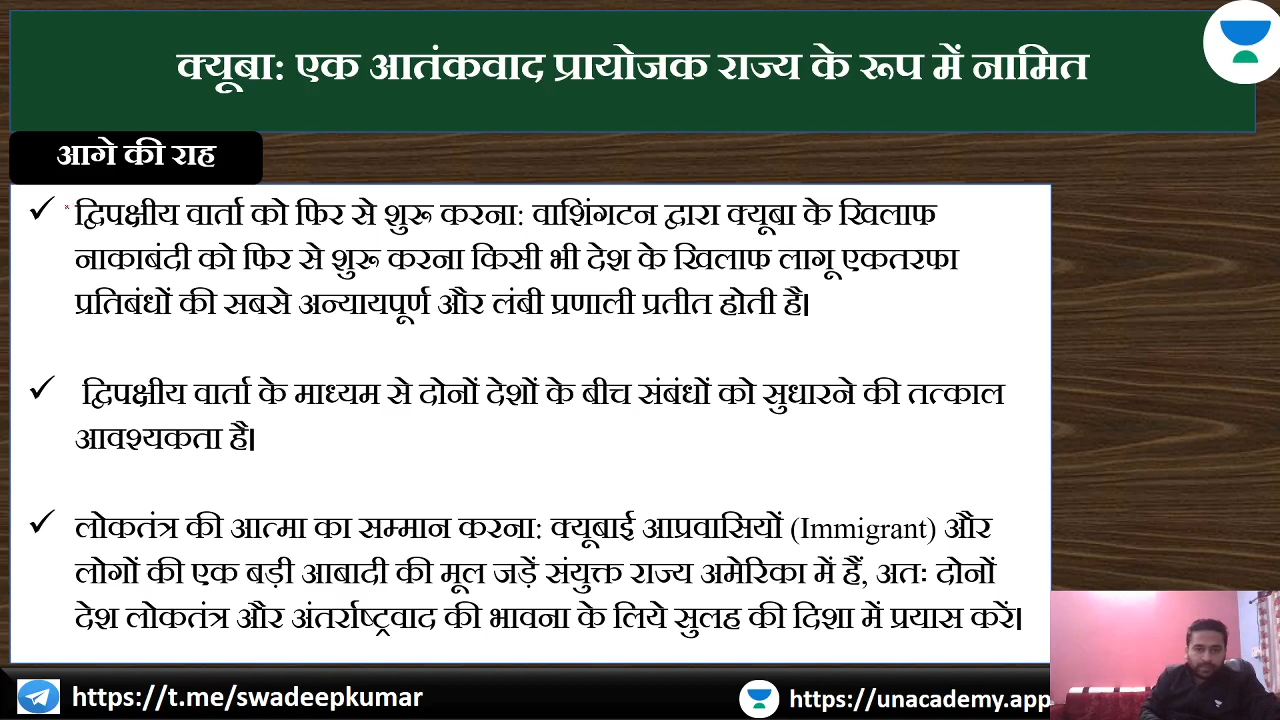 क्यूबा: एक आतंकवाद प्रायोजक राज्य के रूप में नामित
आगे की राह
✓ द्विपक्षीय वार्ता को फिर से शुरू करना: वाशिंगटन द्वारा क्यूबा के खिलाफ
नाकाबंदी को फिर से शुरू करना किसी भी देश के खिलाफ लागू एकतरफा
प्रतिबंधों की सबसे अन्यायपूर्ण और लंबी प्रणाली प्रतीत होती है।
✓ द्विपक्षीय वार्ता के माध्यम से दोनों देशों के बीच संबंधों को सुधारने की तत्काल
आवश्यकता है।
✓ लोकतंत्र की आत्मा का सम्मान करना: क्यूबाई आप्रवासियों (Immigrant) और
लोगों की एक बड़ी आबादी की मूल जड़ें संयुक्त राज्य अमेरिका में हैं, अतः दोनों
देश लोकतंत्र और अंतर्राष्ट्रवाद की भावना के लिये सुलह की दिशा में प्रयास करें।
https://t.me/swadeepkumar
https://unacademy.app